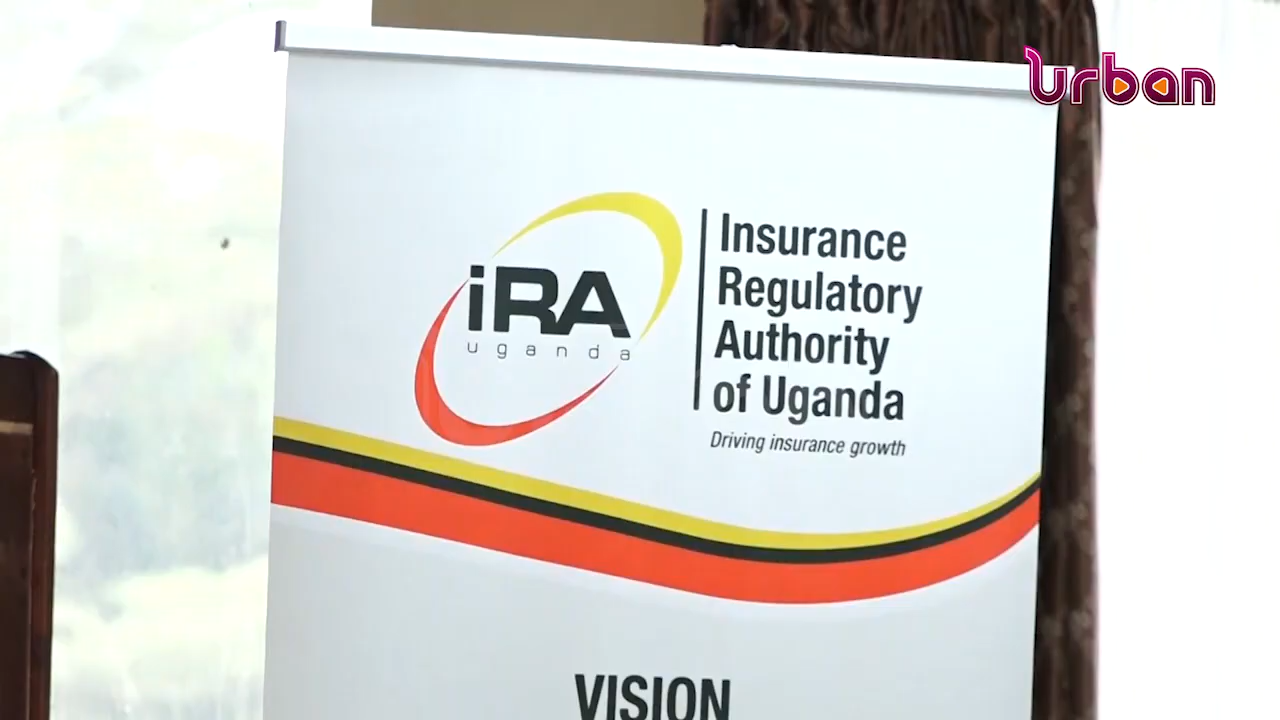 urban
iRA
uganda
Insurance
Regulatory
Authority
of Uganda
Driving insurance growth
VISION